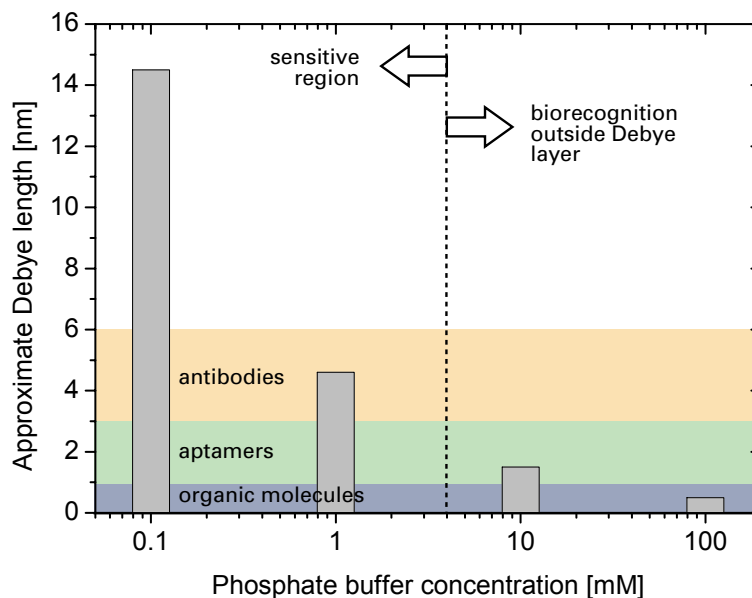 16
14
12
10
8
6
4
2
0
Approximate Debye length [nm]
sensitive
region
biorecognition
outside Debye
layer
antibodies
aptamers
organic molecules
0.1
1
10
100
Phosphate buffer concentration [mM]